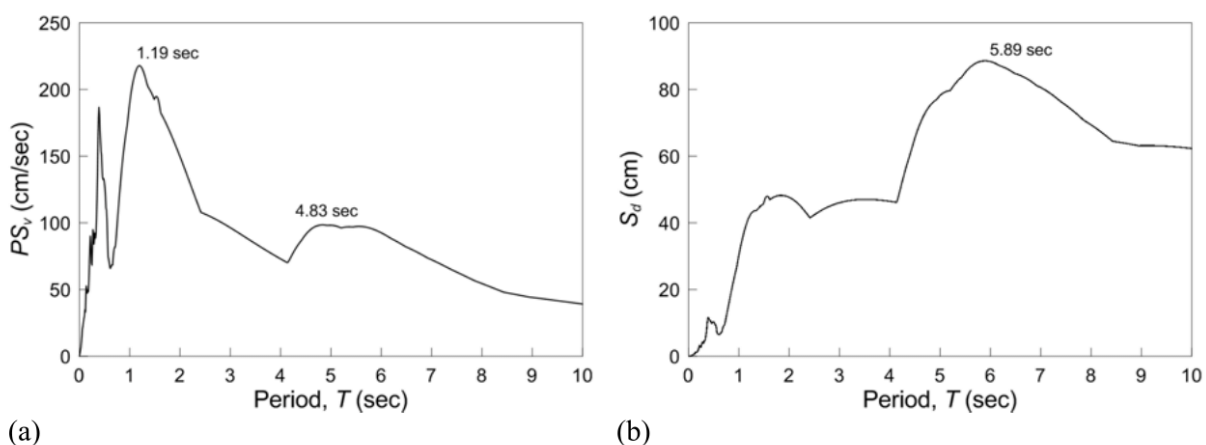 250
200
150
100
50
0
PSv (cm/sec)
1.19 sec
4.83 sec
0 1 2 3 4 5 6 7 8 9 10
Period, T (sec)
(a)
100
80
60
40
20
0
Sd (cm)
5.89 sec
0 1 2 3 4 5 6 7 8 9 10
Period, T (sec)
(b)